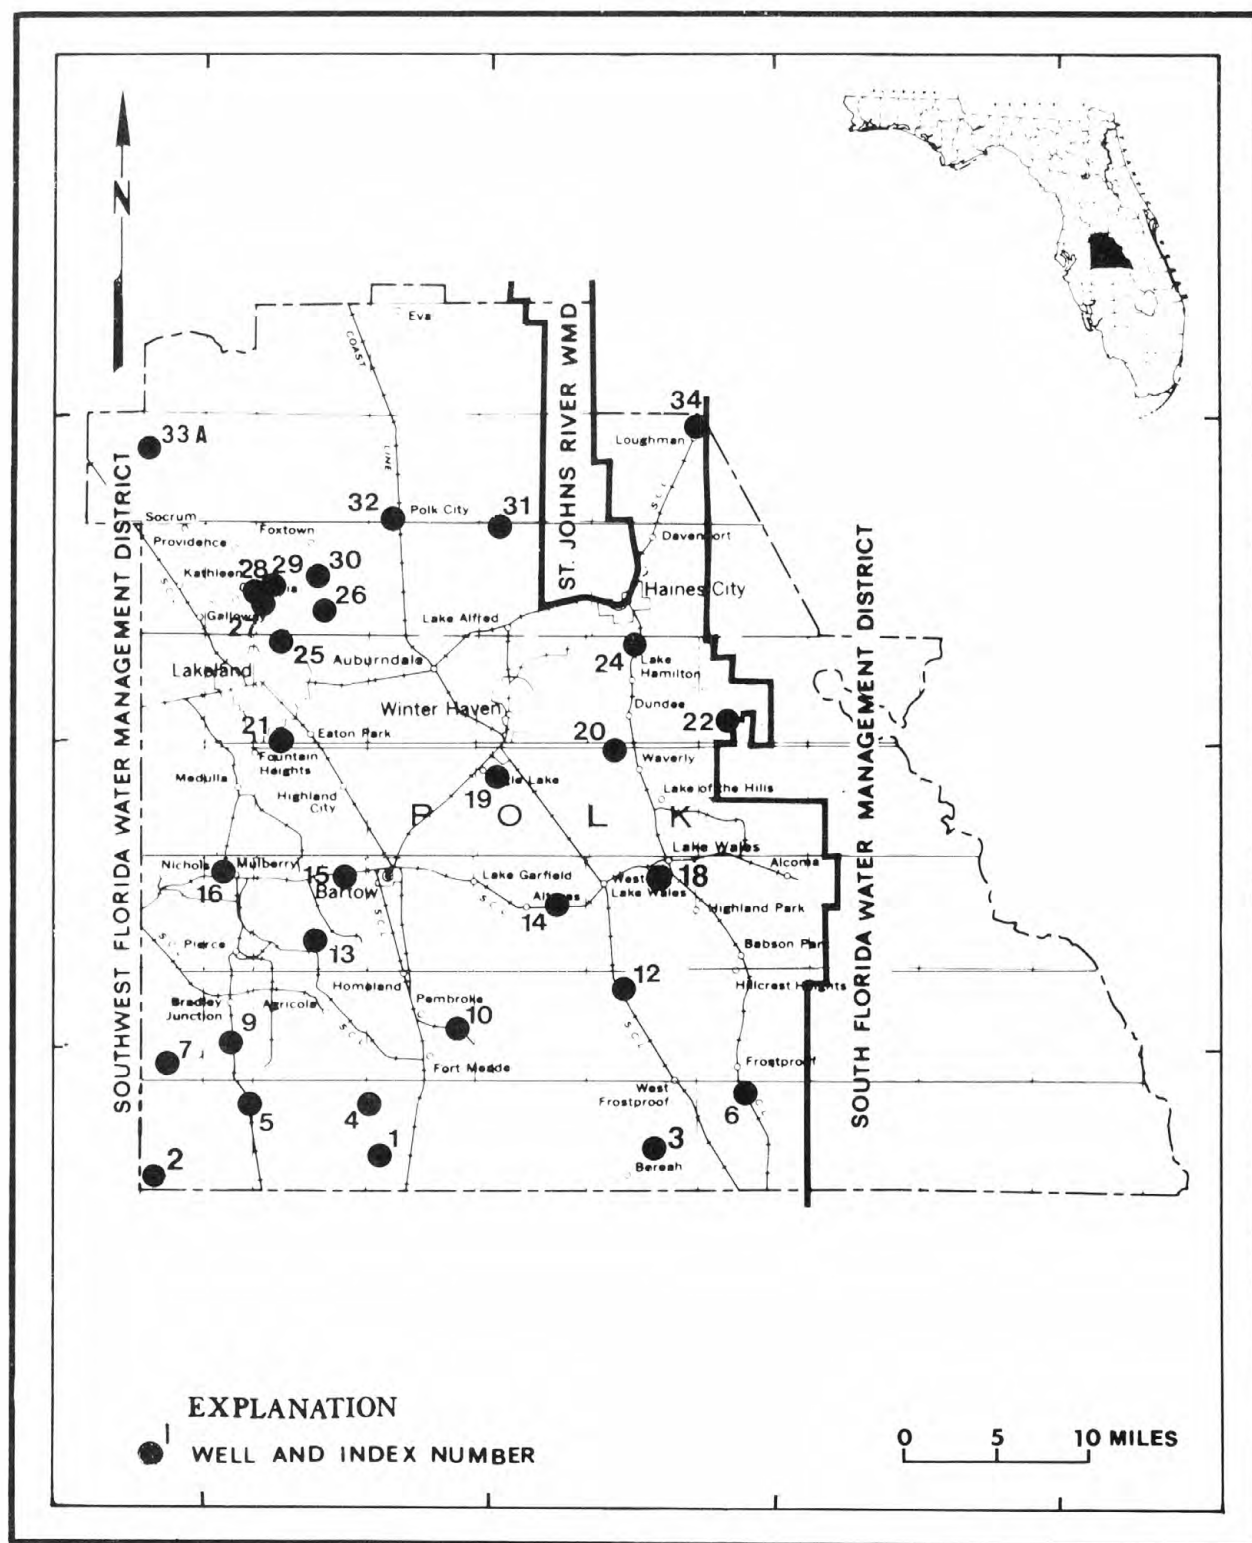 N
Eva
COAST
LINE
ST. JOHNS RIVER WMD
34
Loughman
33A
SOUTHWEST FLORIDA WATER MANAGEMENT DISTRICT
SOUTH FLORIDA WATER MANAGEMENT DISTRICT
32
Polk City
31
Socrum
Providence
Foxtown
S.C.L.
Davenport
28
29
30
Kathleen
26
Haines City
Galloway
27
Lake Alfred
25
Auburndale
24
Lake
Hamilton
Lakeland
Dundee
22
Winter Haven
21
Eaton Park
20
Fountain
Heights
Waverly
Medulla
Highland
City
19
Lake of the Hills
P O L K
Lake Wales
Nichols
Mulberry
15
Alcoma
16
Bartow
Lake Garfield
West
Lake Wales
18
S.C.L.
14
Highland Park
Pierce
13
Babson Park
12
Homeland
Hillcrest Heights
Bradley
Junction
Agricola
Pembroke
10
9
S.C.L.
7
Fort Meade
Frostproof
West
Frostproof
6
5
4
1
3
2
Bereah
EXPLANATION
1
WELL AND INDEX NUMBER
0 5 10 MILES